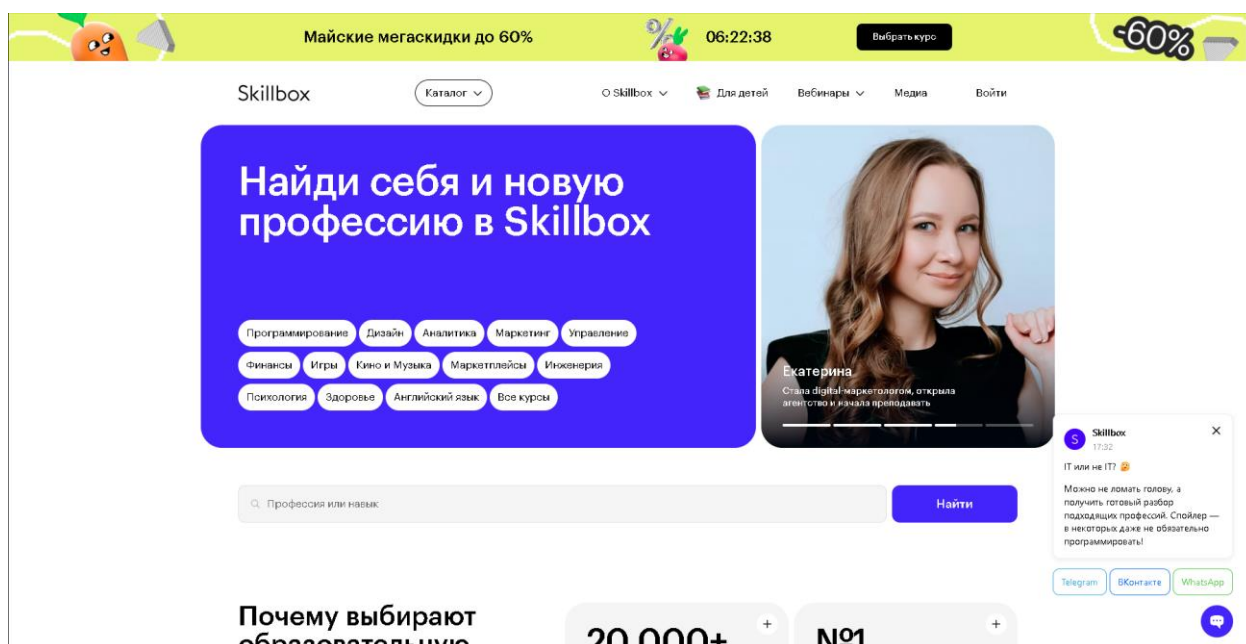 Майские мегаскидки до 60%
%
06:22:38
Выбрать курс
-60%
Skillbox
Каталог
О Skillbox
Для детей
Вебинары
Медиа
Войти
Найди себя и новую
профессию в Skillbox
Программирование
Дизайн
Аналитика
Маркетинг
Управление
Финансы
Игры
Кино и Музыка
Маркетплейсы
Инженерия
Психология
Здоровье
Английский язык
Все курсы
Екатерина
Стала digital-маркетологом, открыла
агентство и начала преподавать
Профессия или навык
Найти
S
Skillbox
17:32
IT или не IT? 🤔
Можно не ломать голову, а
получить готовый разбор
подходящих профессий. Спойлер —
в некоторых даже не обязательно
программировать!
Telegram
ВКонтакте
WhatsApp
Почему выбирают
образовательную
20 000+
+
№1
+